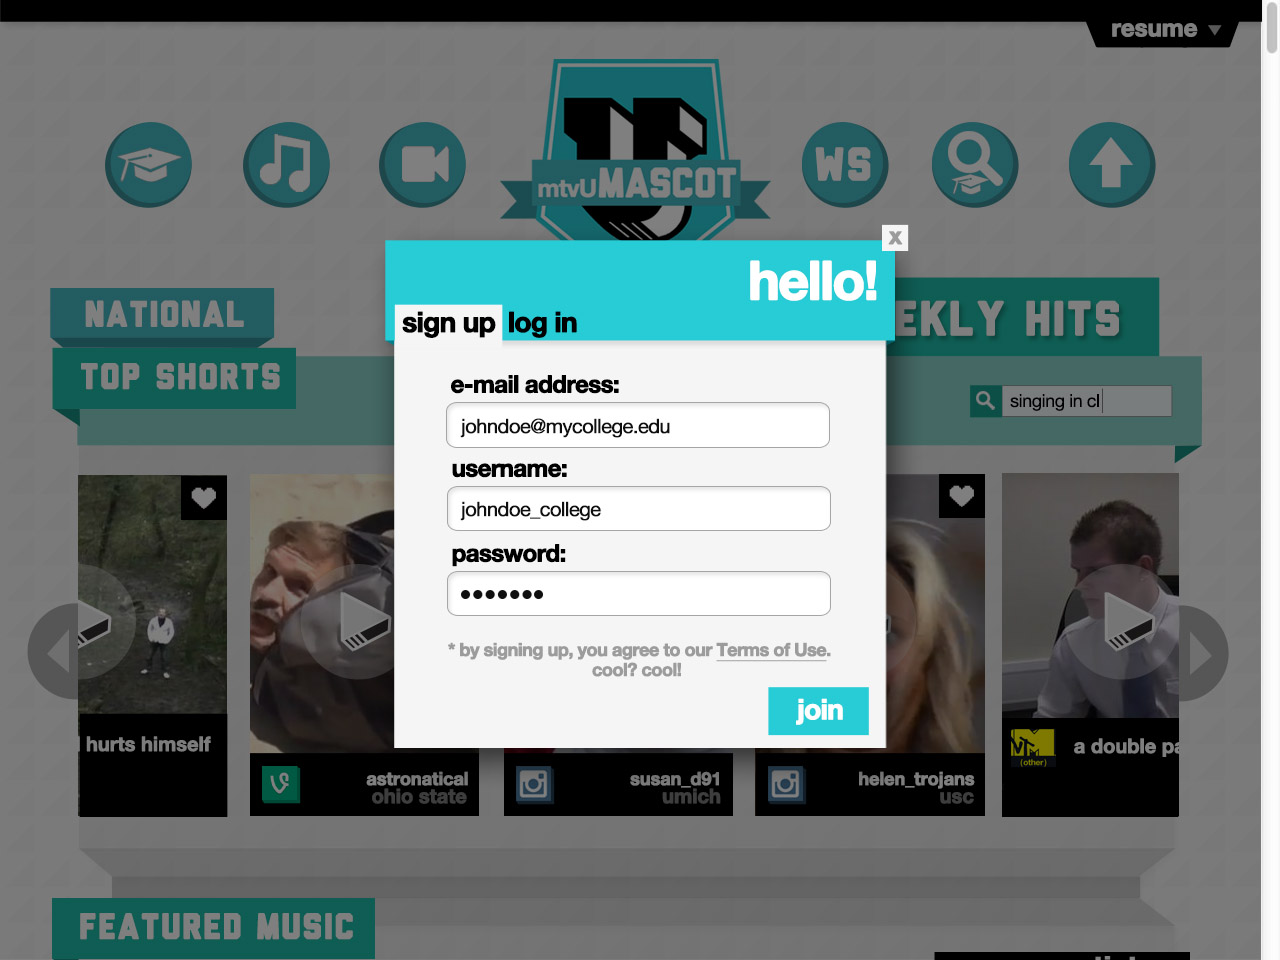 resume
WS
mtvU MASCOT
x
hello!
sign up log in
NATIONAL
EKLY HITS
TOP SHORTS
singing in cl
e-mail address:
johndoe@mycollege.edu
username:
johndoe_college
password:
•••••••
* by signing up, you agree to our Terms of Use.
cool? cool!
join
hurts himself
astronatical
ohio state
susan_d91
umich
helen_trojans
usc
MTV
(other)
a double pa
FEATURED MUSIC